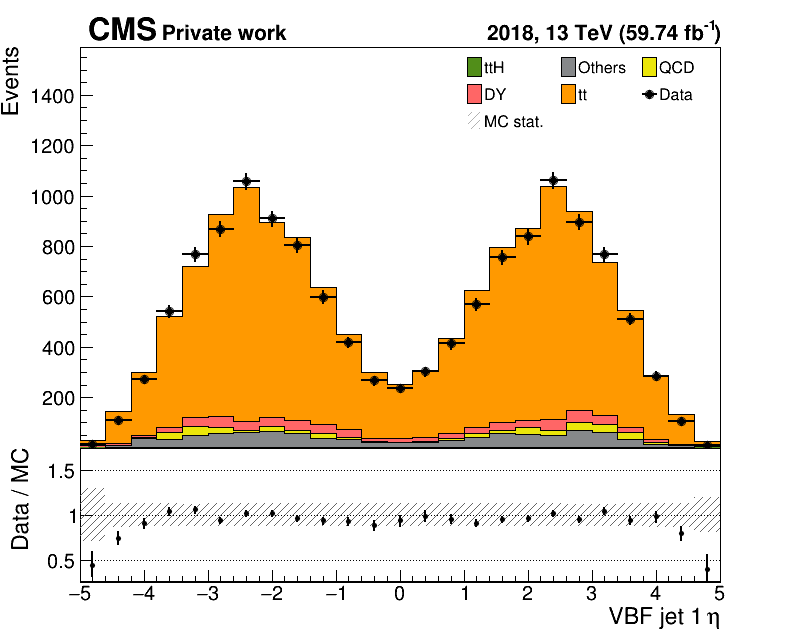 CMS Private work 2018, 13 TeV (59.74 fb⁻¹)
Events
ttH Others QCD
DY tt Data
MC stat.
1400
1200
1000
800
600
400
200
Data / MC
1.5
1
0.5
−5 −4 −3 −2 −1 0 1 2 3 4 5
VBF jet 1 η